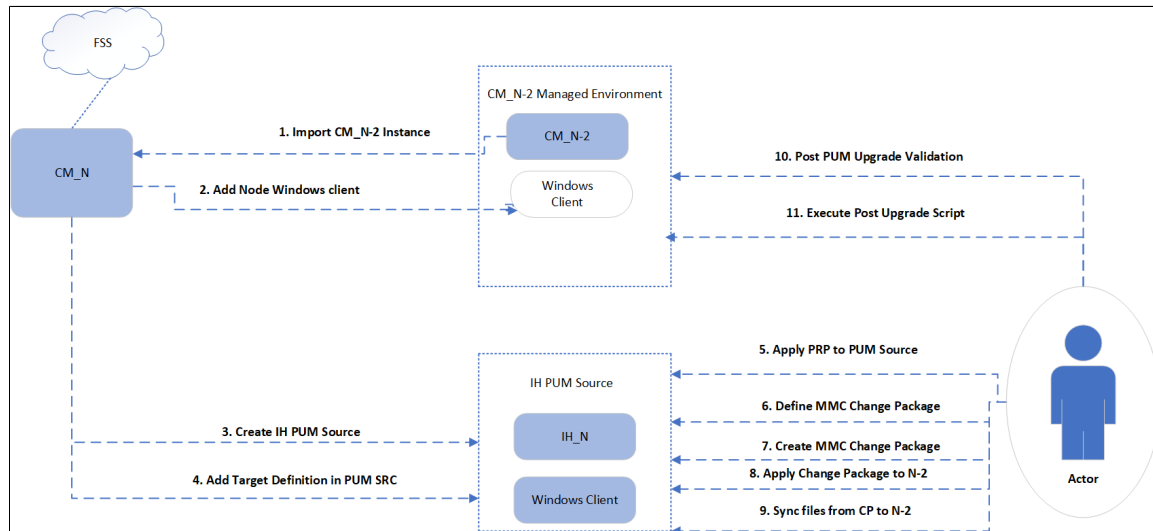 FSS
CM_N-2 Managed Environment
1. Import CM_N-2 Instance
CM_N-2
10. Post PUM Upgrade Validation
CM_N
2. Add Node Windows client
Windows
Client
11. Execute Post Upgrade Script
5. Apply PRP to PUM Source
IH PUM Source
6. Define MMC Change Package
3. Create IH PUM Source
IH_N
7. Create MMC Change Package
8. Apply Change Package to N-2
4. Add Target Definition in PUM SRC
Windows Client
Actor
9. Sync files from CP to N-2